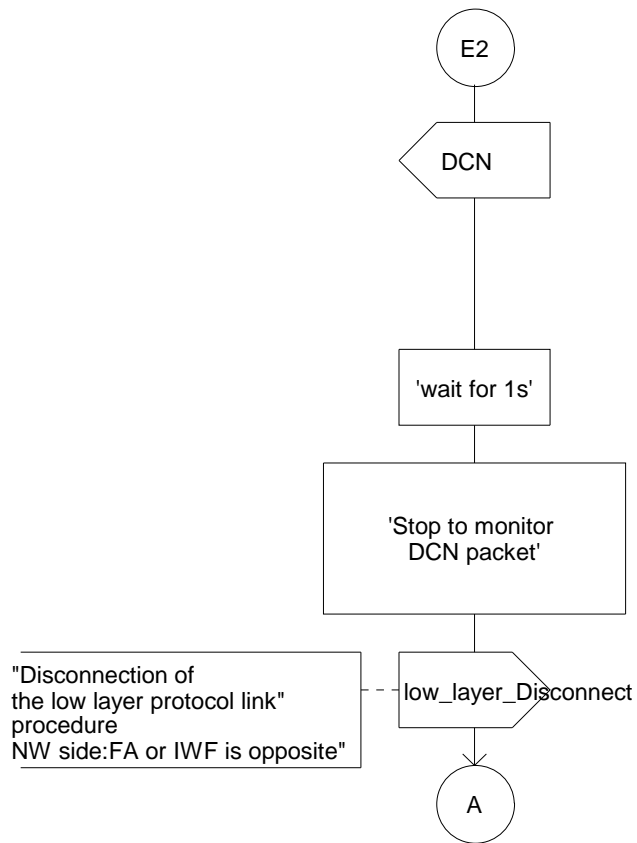 E2
DCN
'wait for 1s'
'Stop to monitor
DCN packet'
"Disconnection of
the low layer protocol link"
procedure
NW side:FA or IWF is opposite"
low_layer_Disconnect
A